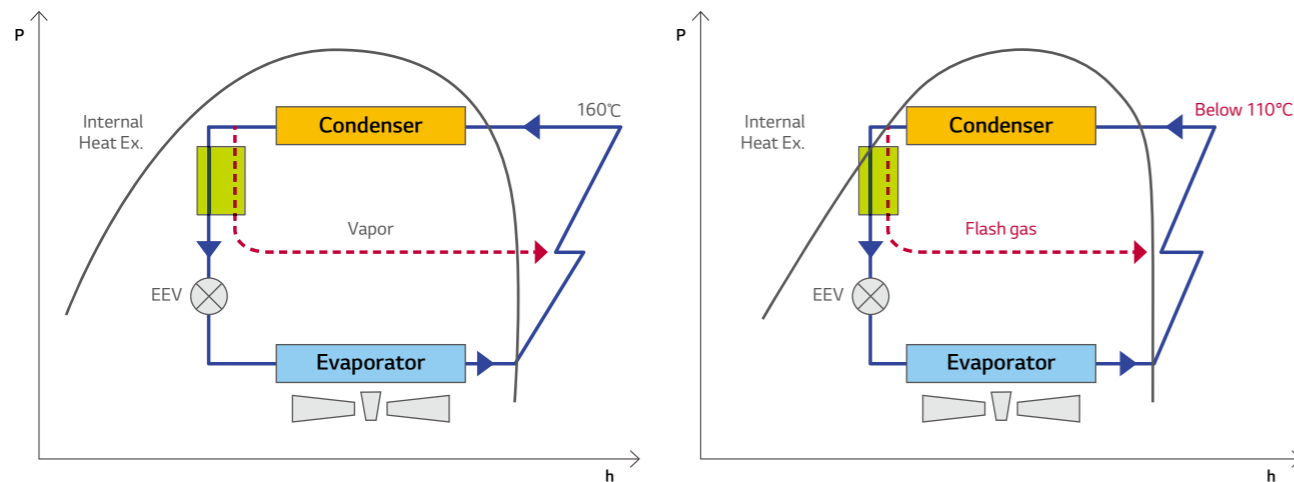 P
Internal
Heat Ex.
Condenser
160℃
Vapor
EEV
Evaporator
h
P
Internal
Heat Ex.
Condenser
Below 110℃
Flash gas
EEV
Evaporator
h